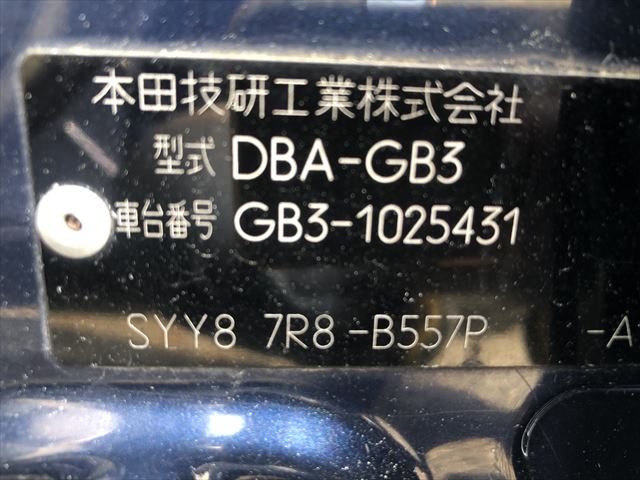 本田技研工業株式会社
型式 DBA-GB3
車台番号 GB3-1025431
SYY8 7R8-B557P -A